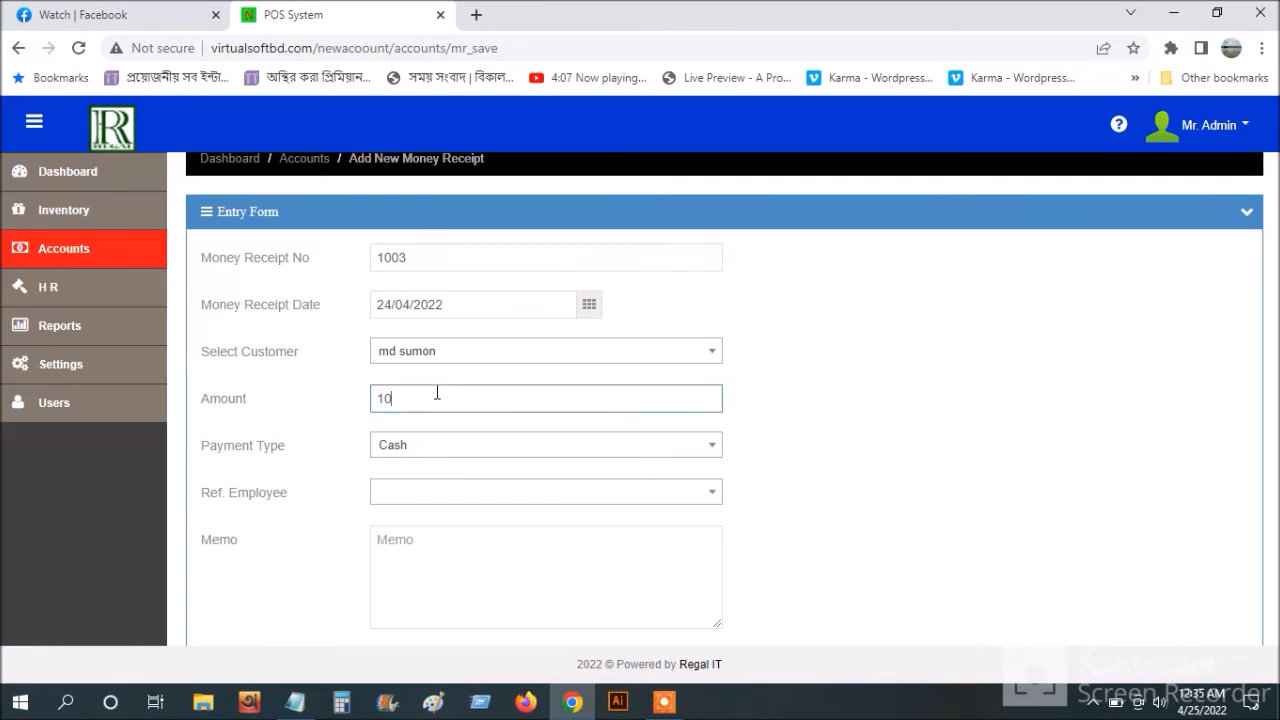 Watch | Facebook
POS System
Not secure
virtualsoftbd.com/newacoount/accounts/mr_save
Bookmarks
প্রয়োজনীয় সব ইন্টা...
অস্থির করা প্রিমিয়ান...
সময় সংবাদ | বিকাল...
4:07 Now playing...
Live Preview - A Pro...
Karma - Wordpress...
Karma - Wordpress...
»
Other bookmarks
R
Mr. Admin
Dashboard / Accounts / Add New Money Receipt
Dashboard
Inventory
Accounts
H R
Reports
Settings
Users
Entry Form
Money Receipt No
1003
Money Receipt Date
24/04/2022
Select Customer
md sumon
Amount
10
Payment Type
Cash
Ref. Employee
Memo
Memo
2022 © Powered by Regal IT
Screen Recorder
12:35 AM
4/25/2022